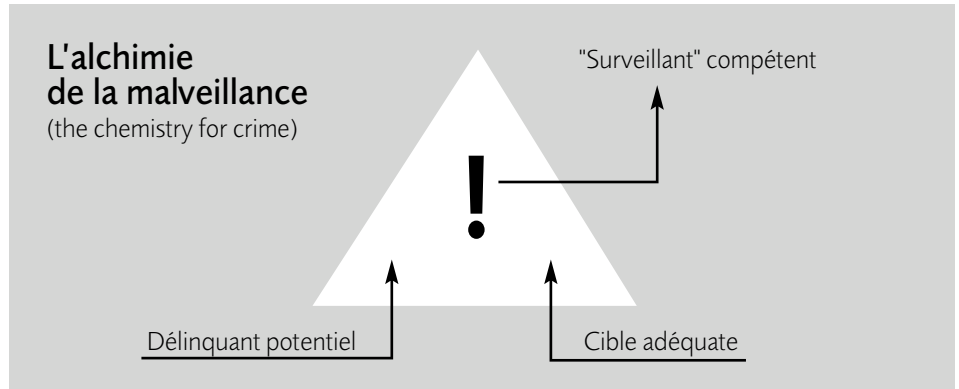 L'alchimie
de la malveillance
(the chemistry for crime)
"Surveillant" compétent
!
Délinquant potentiel
Cible adéquate